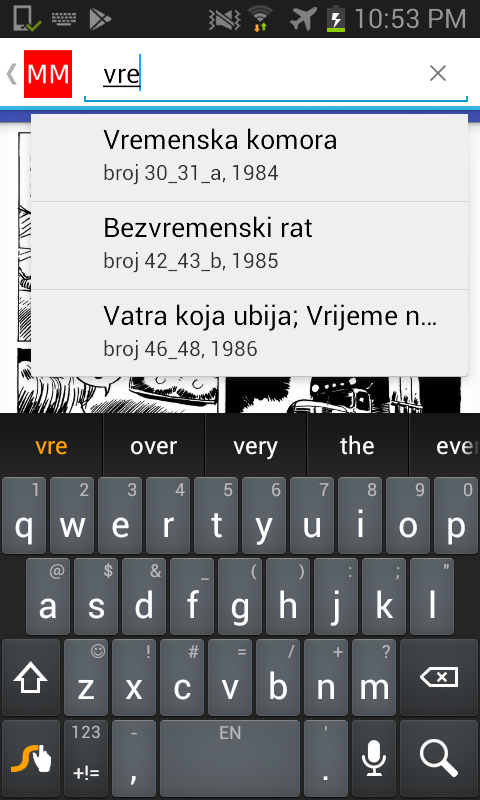 10:53 PM
MM vre
Vremenska komora
broj 30_31_a, 1984
Bezvremenski rat
broj 42_43_b, 1985
Vatra koja ubija; Vrijeme n...
broj 46_48, 1986
vre over very the ever
1 2 3 4 5 6 7 8 9 0
q w e r t y u i o p
@ $ & _ ( ) : ; "
a s d f g h j k l
! # = / + ?
z x c v b n m
123 - EN '
+!= , .